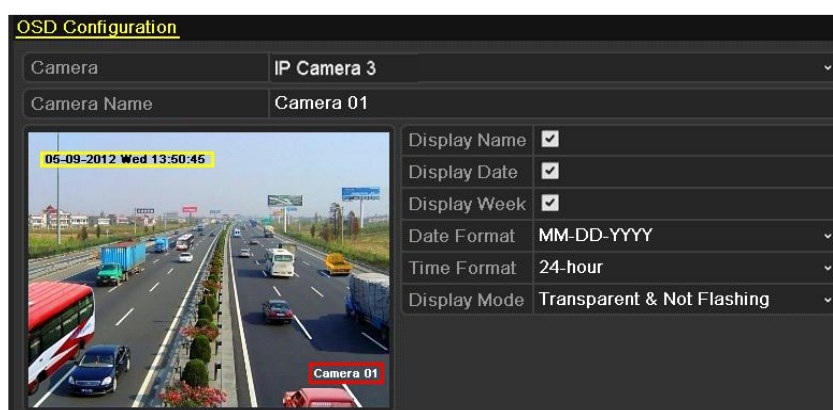 OSD Configuration
Camera IP Camera 3
Camera Name Camera 01
05-09-2012 Wed 13:50:45
Camera 01
Display Name
Display Date
Display Week
Date Format MM-DD-YYYY
Time Format 24-hour
Display Mode Transparent & Not Flashing